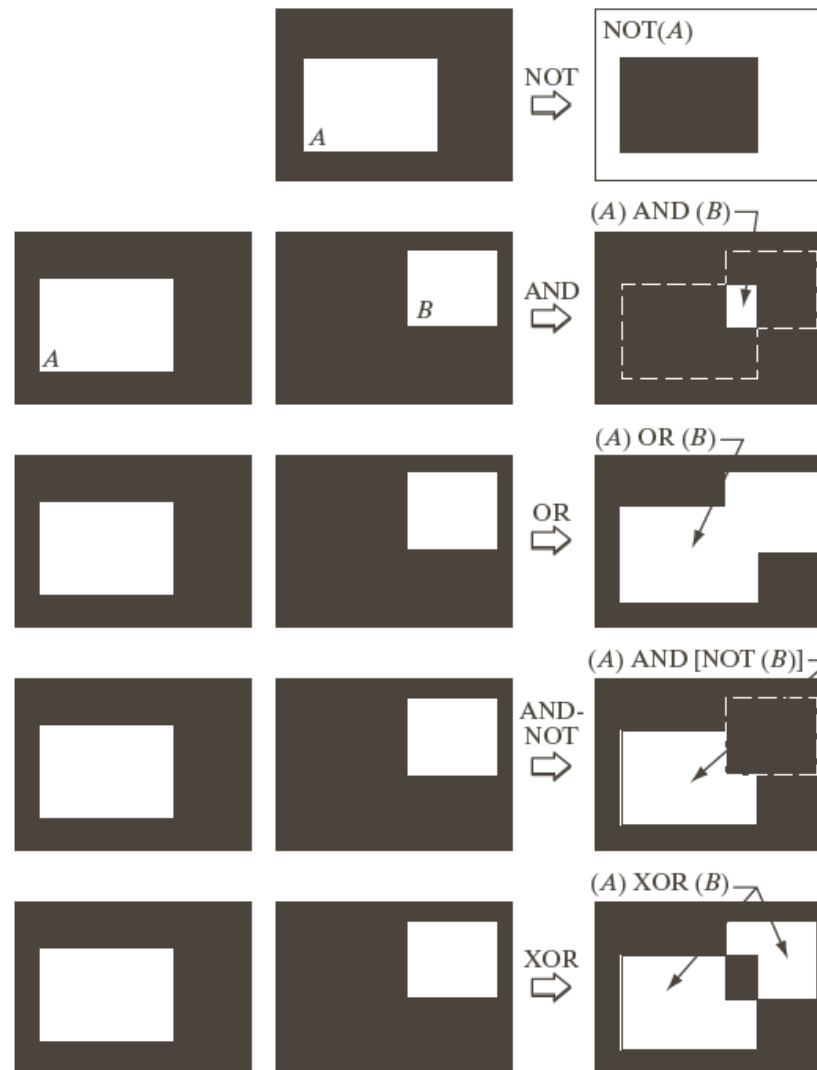 NOT(A)
NOT
A
(A) AND (B)
A
B
AND
(A) OR (B)
OR
(A) AND [NOT (B)]
AND-
NOT
(A) XOR (B)
XOR